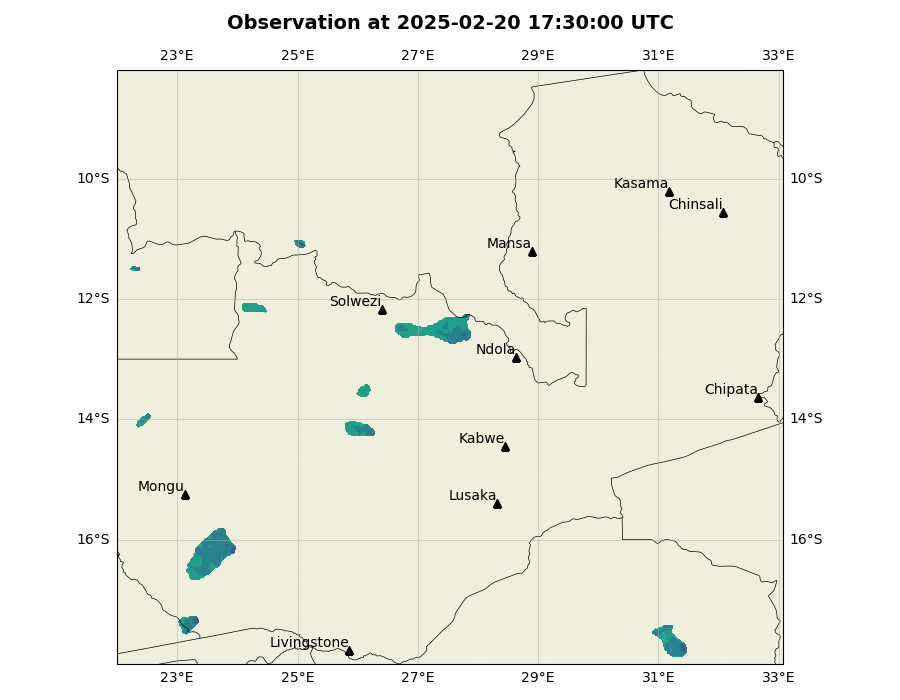 Observation at 2025-02-20 17:30:00 UTC
23°E 25°E 27°E 29°E 31°E 33°E
10°S 10°S
Kasama
Chinsali
Mansa
12°S 12°S
Solwezi
Ndola
Chipata
14°S 14°S
Kabwe
Mongu
Lusaka
16°S 16°S
Livingstone
23°E 25°E 27°E 29°E 31°E 33°E